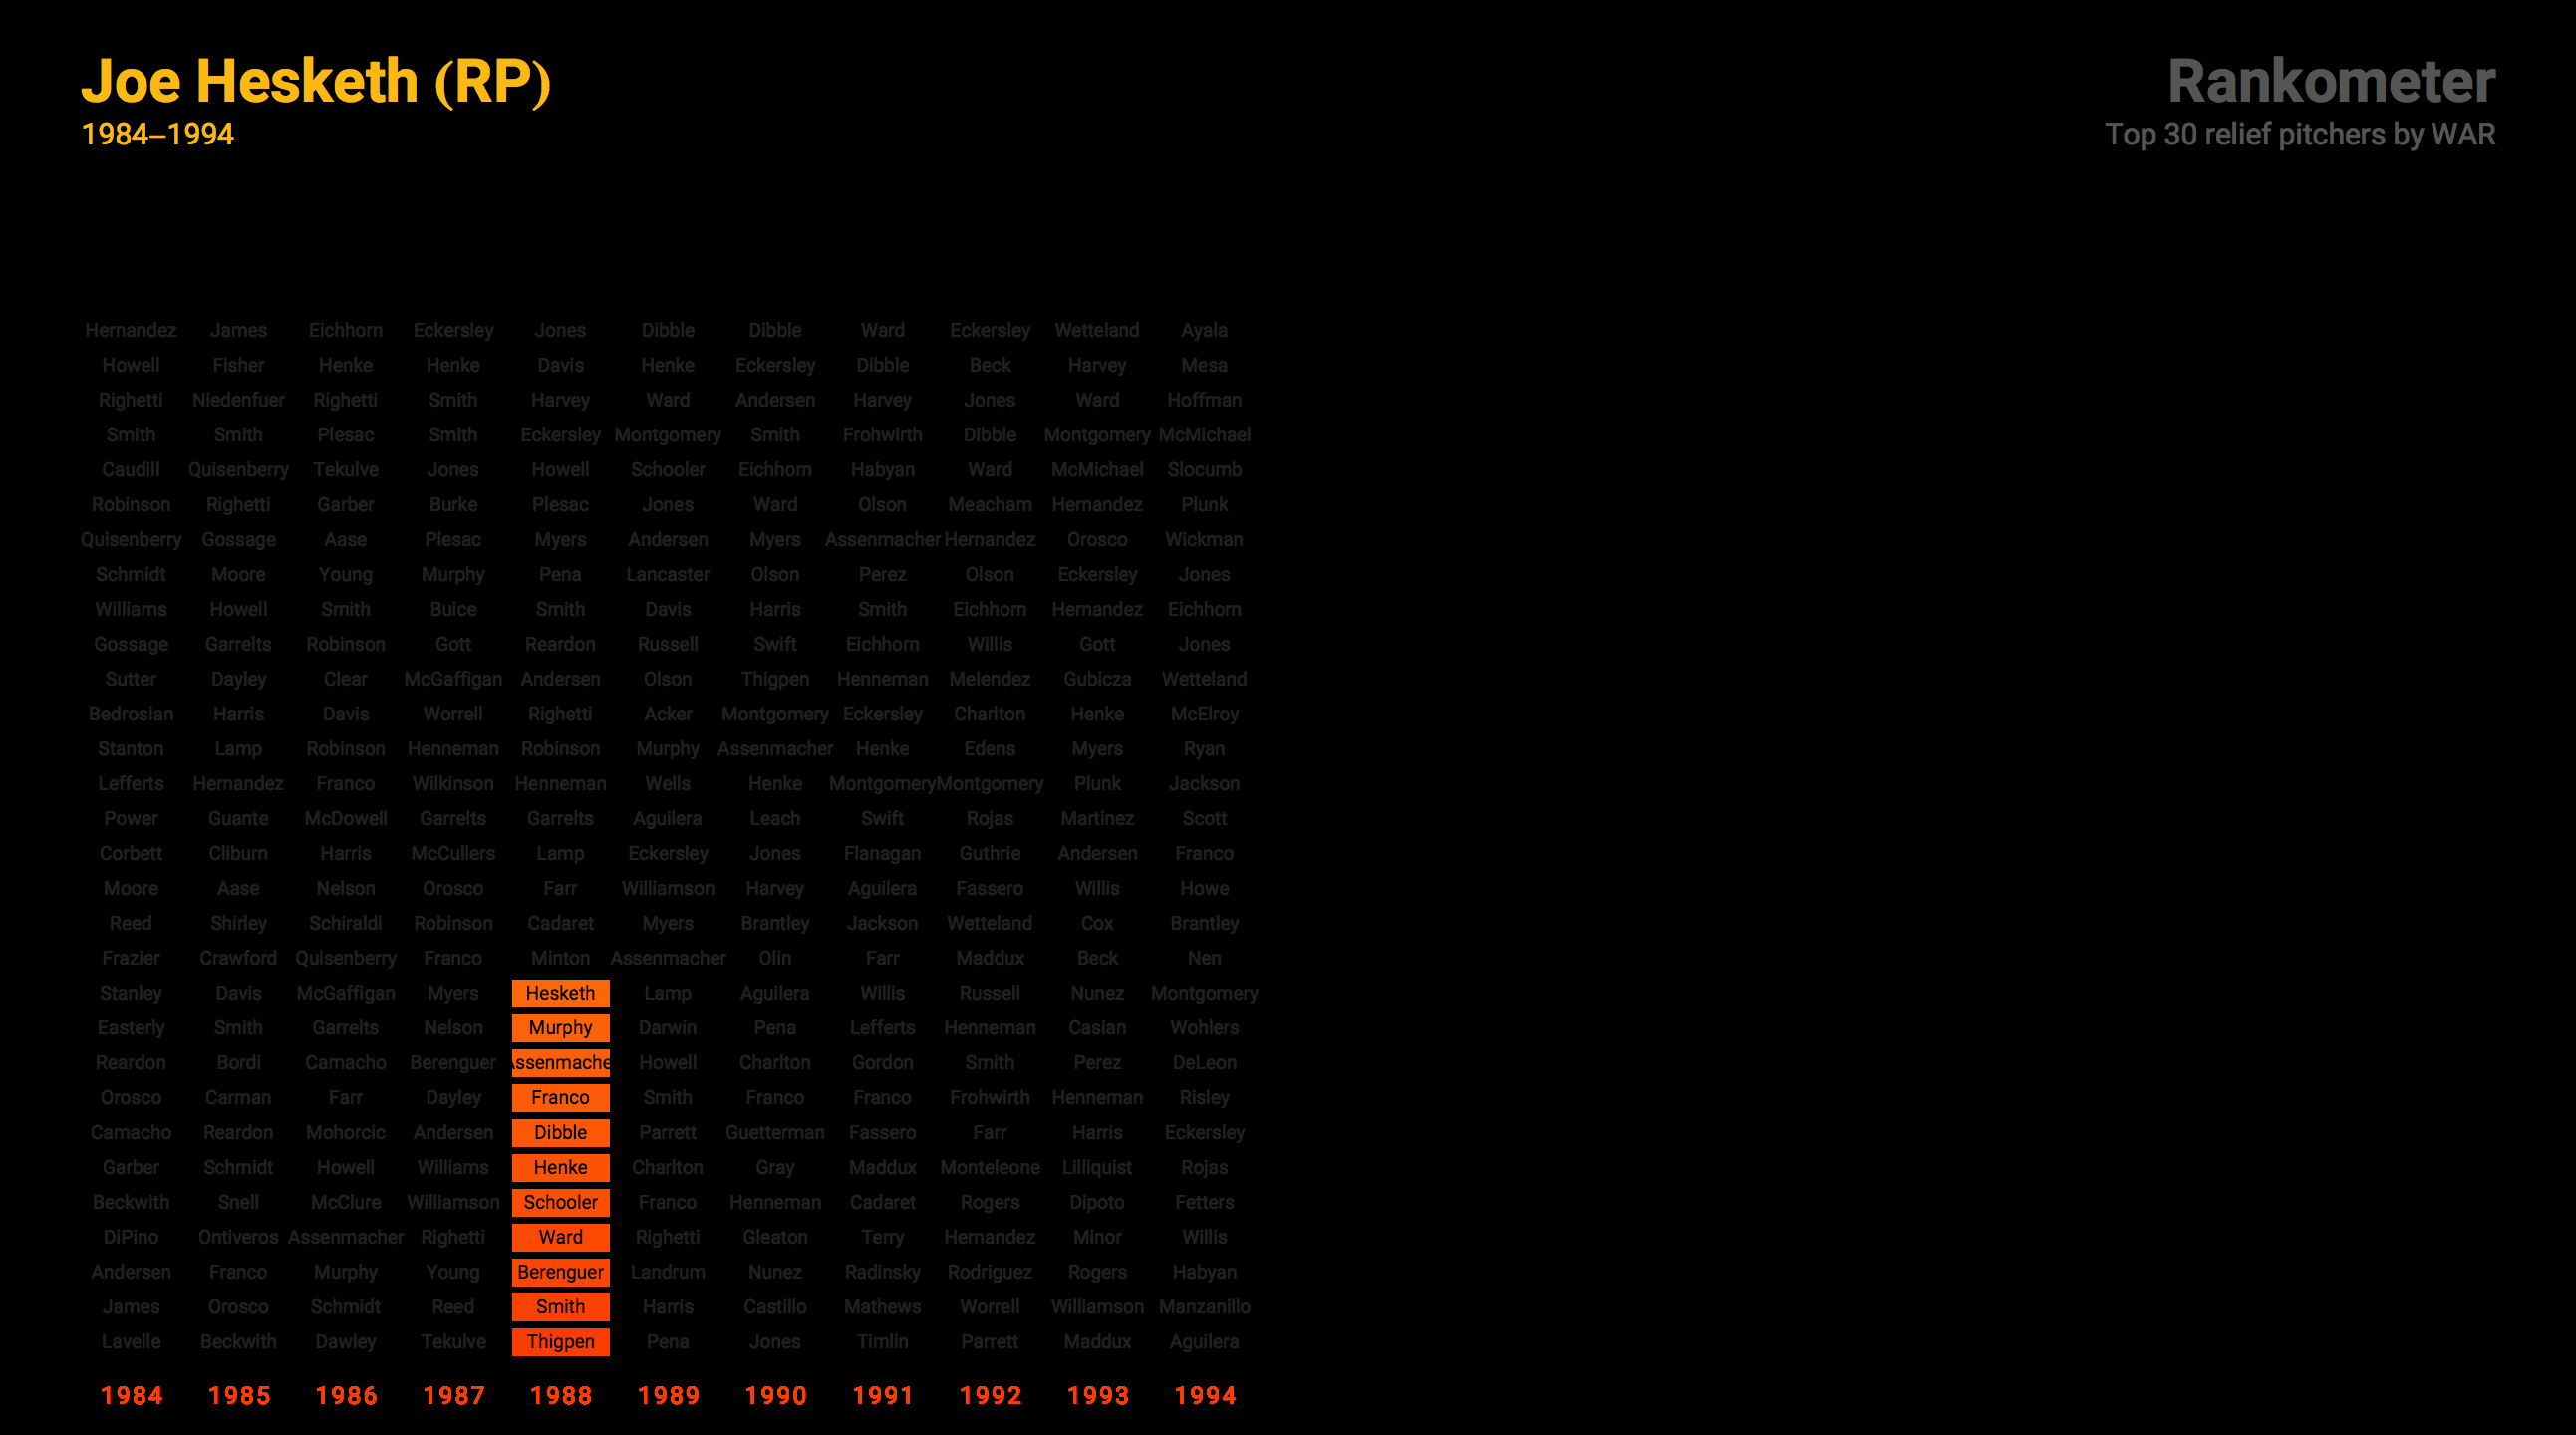 Joe Hesketh (RP)
1984–1994
Rankometer
Top 30 relief pitchers by WAR
Hernandez James Eichhorn Eckersley Jones Dibble Dibble Ward Eckersley Wetteland Ayala
Howell Fisher Henke Henke Davis Henke Eckersley Dibble Beck Harvey Mesa
Righetti Niedenfuer Righetti Smith Harvey Ward Andersen Harvey Jones Ward Hoffman
Smith Smith Plesac Smith Eckersley Montgomery Smith Frohwirth Dibble Montgomery McMichael
Caudill Quisenberry Tekulve Jones Howell Schooler Eichhorn Habyan Ward McMichael Slocumb
Robinson Righetti Garber Burke Plesac Jones Ward Olson Meacham Hernandez Plunk
Quisenberry Gossage Aase Plesac Myers Andersen Myers Assenmacher Hernandez Orosco Wickman
Schmidt Moore Young Murphy Pena Lancaster Olson Perez Olson Eckersley Jones
Williams Howell Smith Buice Smith Davis Harris Smith Eichhorn Hernandez Eichhorn
Gossage Garrelts Robinson Gott Reardon Russell Swift Eichhorn Willis Gott Jones
Sutter Dayley Clear McGaffigan Andersen Olson Thigpen Henneman Melendez Gubicza Wetteland
Bedrosian Harris Davis Worrell Righetti Acker Montgomery Eckersley Charlton Henke McElroy
Stanton Lamp Robinson Henneman Robinson Murphy Assenmacher Henke Edens Myers Ryan
Lefferts Hernandez Franco Wilkinson Henneman Wells Henke Montgomery Montgomery Plunk Jackson
Power Guante McDowell Garrelts Garrelts Aguilera Leach Swift Rojas Martinez Scott
Corbett Cliburn Harris McCullers Lamp Eckersley Jones Flanagan Guthrie Andersen Franco
Moore Aase Nelson Orosco Farr Williamson Harvey Aguilera Fassero Willis Howe
Reed Shirley Schiraldi Robinson Cadaret Myers Brantley Jackson Wetteland Cox Brantley
Frazier Crawford Quisenberry Franco Minton Assenmacher Olin Farr Maddux Beck Nen
Stanley Davis McGaffigan Myers Hesketh Lamp Aguilera Willis Russell Nunez Montgomery
Easterly Smith Garrelts Nelson Murphy Darwin Pena Lefferts Henneman Casian Wohlers
Reardon Bordi Camacho Berenguer Assenmache Howell Charlton Gordon Smith Perez DeLeon
Orosco Carman Farr Dayley Franco Smith Franco Franco Frohwirth Henneman Risley
Camacho Reardon Mohorcic Andersen Dibble Parrett Guetterman Fassero Farr Harris Eckersley
Garber Schmidt Howell Williams Henke Charlton Gray Maddux Monteleone Lilliquist Rojas
Beckwith Snell McClure Williamson Schooler Franco Henneman Cadaret Rogers Dipoto Fetters
DiPino Ontiveros Assenmacher Righetti Ward Righetti Gleaton Terry Hernandez Minor Willis
Andersen Franco Murphy Young Berenguer Landrum Nunez Radinsky Rodriguez Rogers Habyan
James Orosco Schmidt Reed Smith Harris Castillo Mathews Worrell Williamson Manzanillo
Lavelle Beckwith Dawley Tekulve Thigpen Pena Jones Timlin Parrett Maddux Aguilera
1984 1985 1986 1987 1988 1989 1990 1991 1992 1993 1994